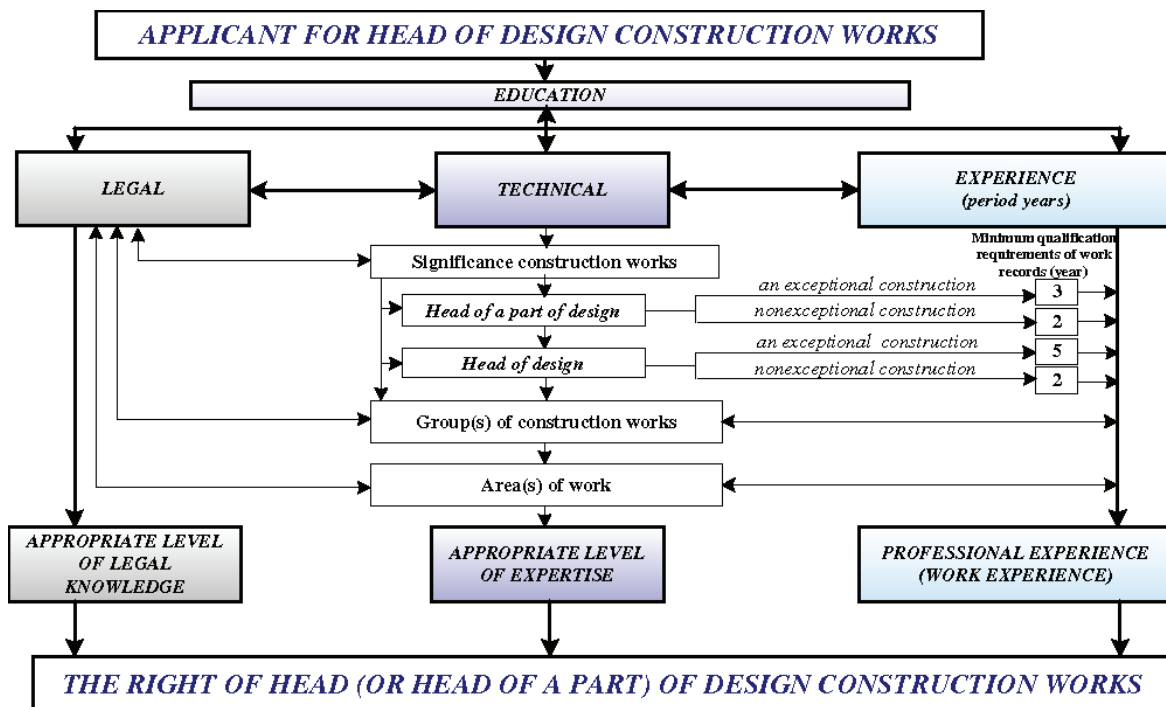 APPLICANT FOR HEAD OF DESIGN CONSTRUCTION WORKS
EDUCATION
LEGAL
TECHNICAL
EXPERIENCE
(period years)
Minimum qualification
requirements of work
records (year)
Significance construction works
an exceptional construction
3
Head of a part of design
nonexceptional construction
2
an exceptional construction
5
Head of design
nonexceptional construction
2
Group(s) of construction works
Area(s) of work
APPROPRIATE LEVEL
OF LEGAL
KNOWLEDGE
APPROPRIATE LEVEL
OF EXPERTISE
PROFESSIONAL EXPERIENCE
(WORK EXPERIENCE)
THE RIGHT OF HEAD (OR HEAD OF A PART) OF DESIGN CONSTRUCTION WORKS